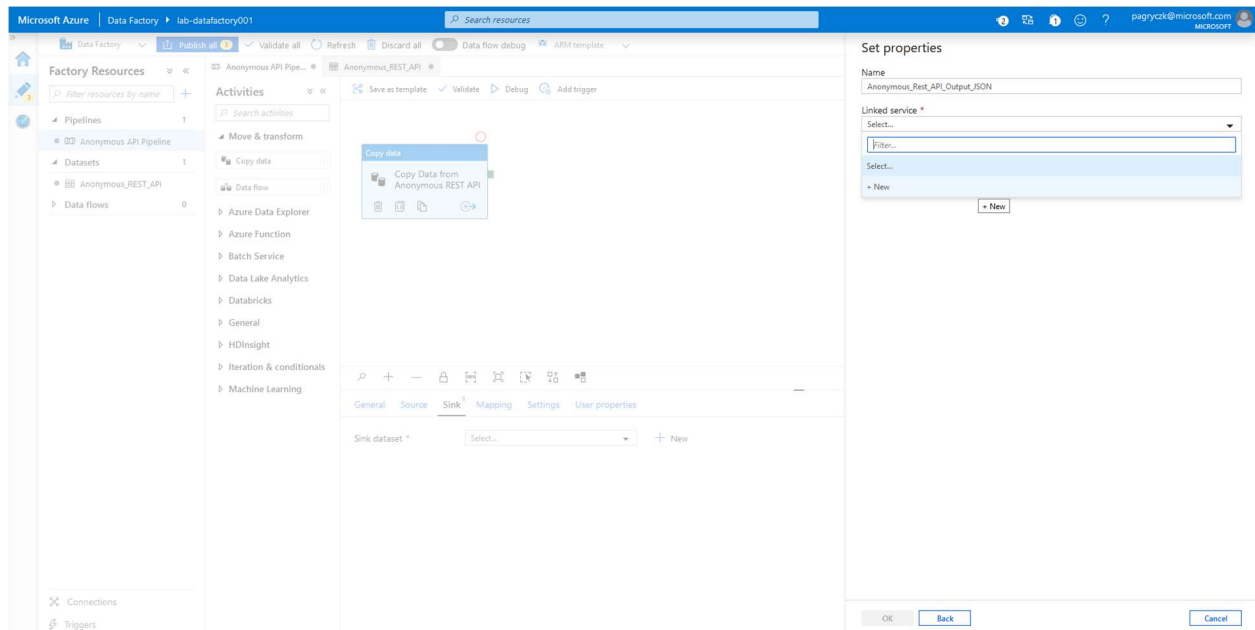 Microsoft Azure
Data Factory
lab-datafactory001
Search resources
2
1
?
pagryczk@microsoft.com
MICROSOFT
»
Data Factory
Publish all 2
Validate all
Refresh
Discard all
Data flow debug
ARM template
Factory Resources
Filter resources by name
Pipelines 1
Anonymous API Pipeline
Datasets 1
Anonymous_REST_API
Data flows 0
Connections
Triggers
Anonymous API Pipe...
Anonymous_REST_API
Activities
Search activities
Move & transform
Copy data
Data flow
Azure Data Explorer
Azure Function
Batch Service
Data Lake Analytics
Databricks
General
HDInsight
Iteration & conditionals
Machine Learning
Save as template
Validate
Debug
Add trigger
Copy data
Copy Data from
Anonymous REST API
General
Source
Sink 1
Mapping
Settings
User properties
Sink dataset *
Select...
+ New
Set properties
Name
Anonymous_Rest_API_Output_JSON
Linked service *
Select...
Filter...
Select...
+ New
+ New
OK
Back
Cancel